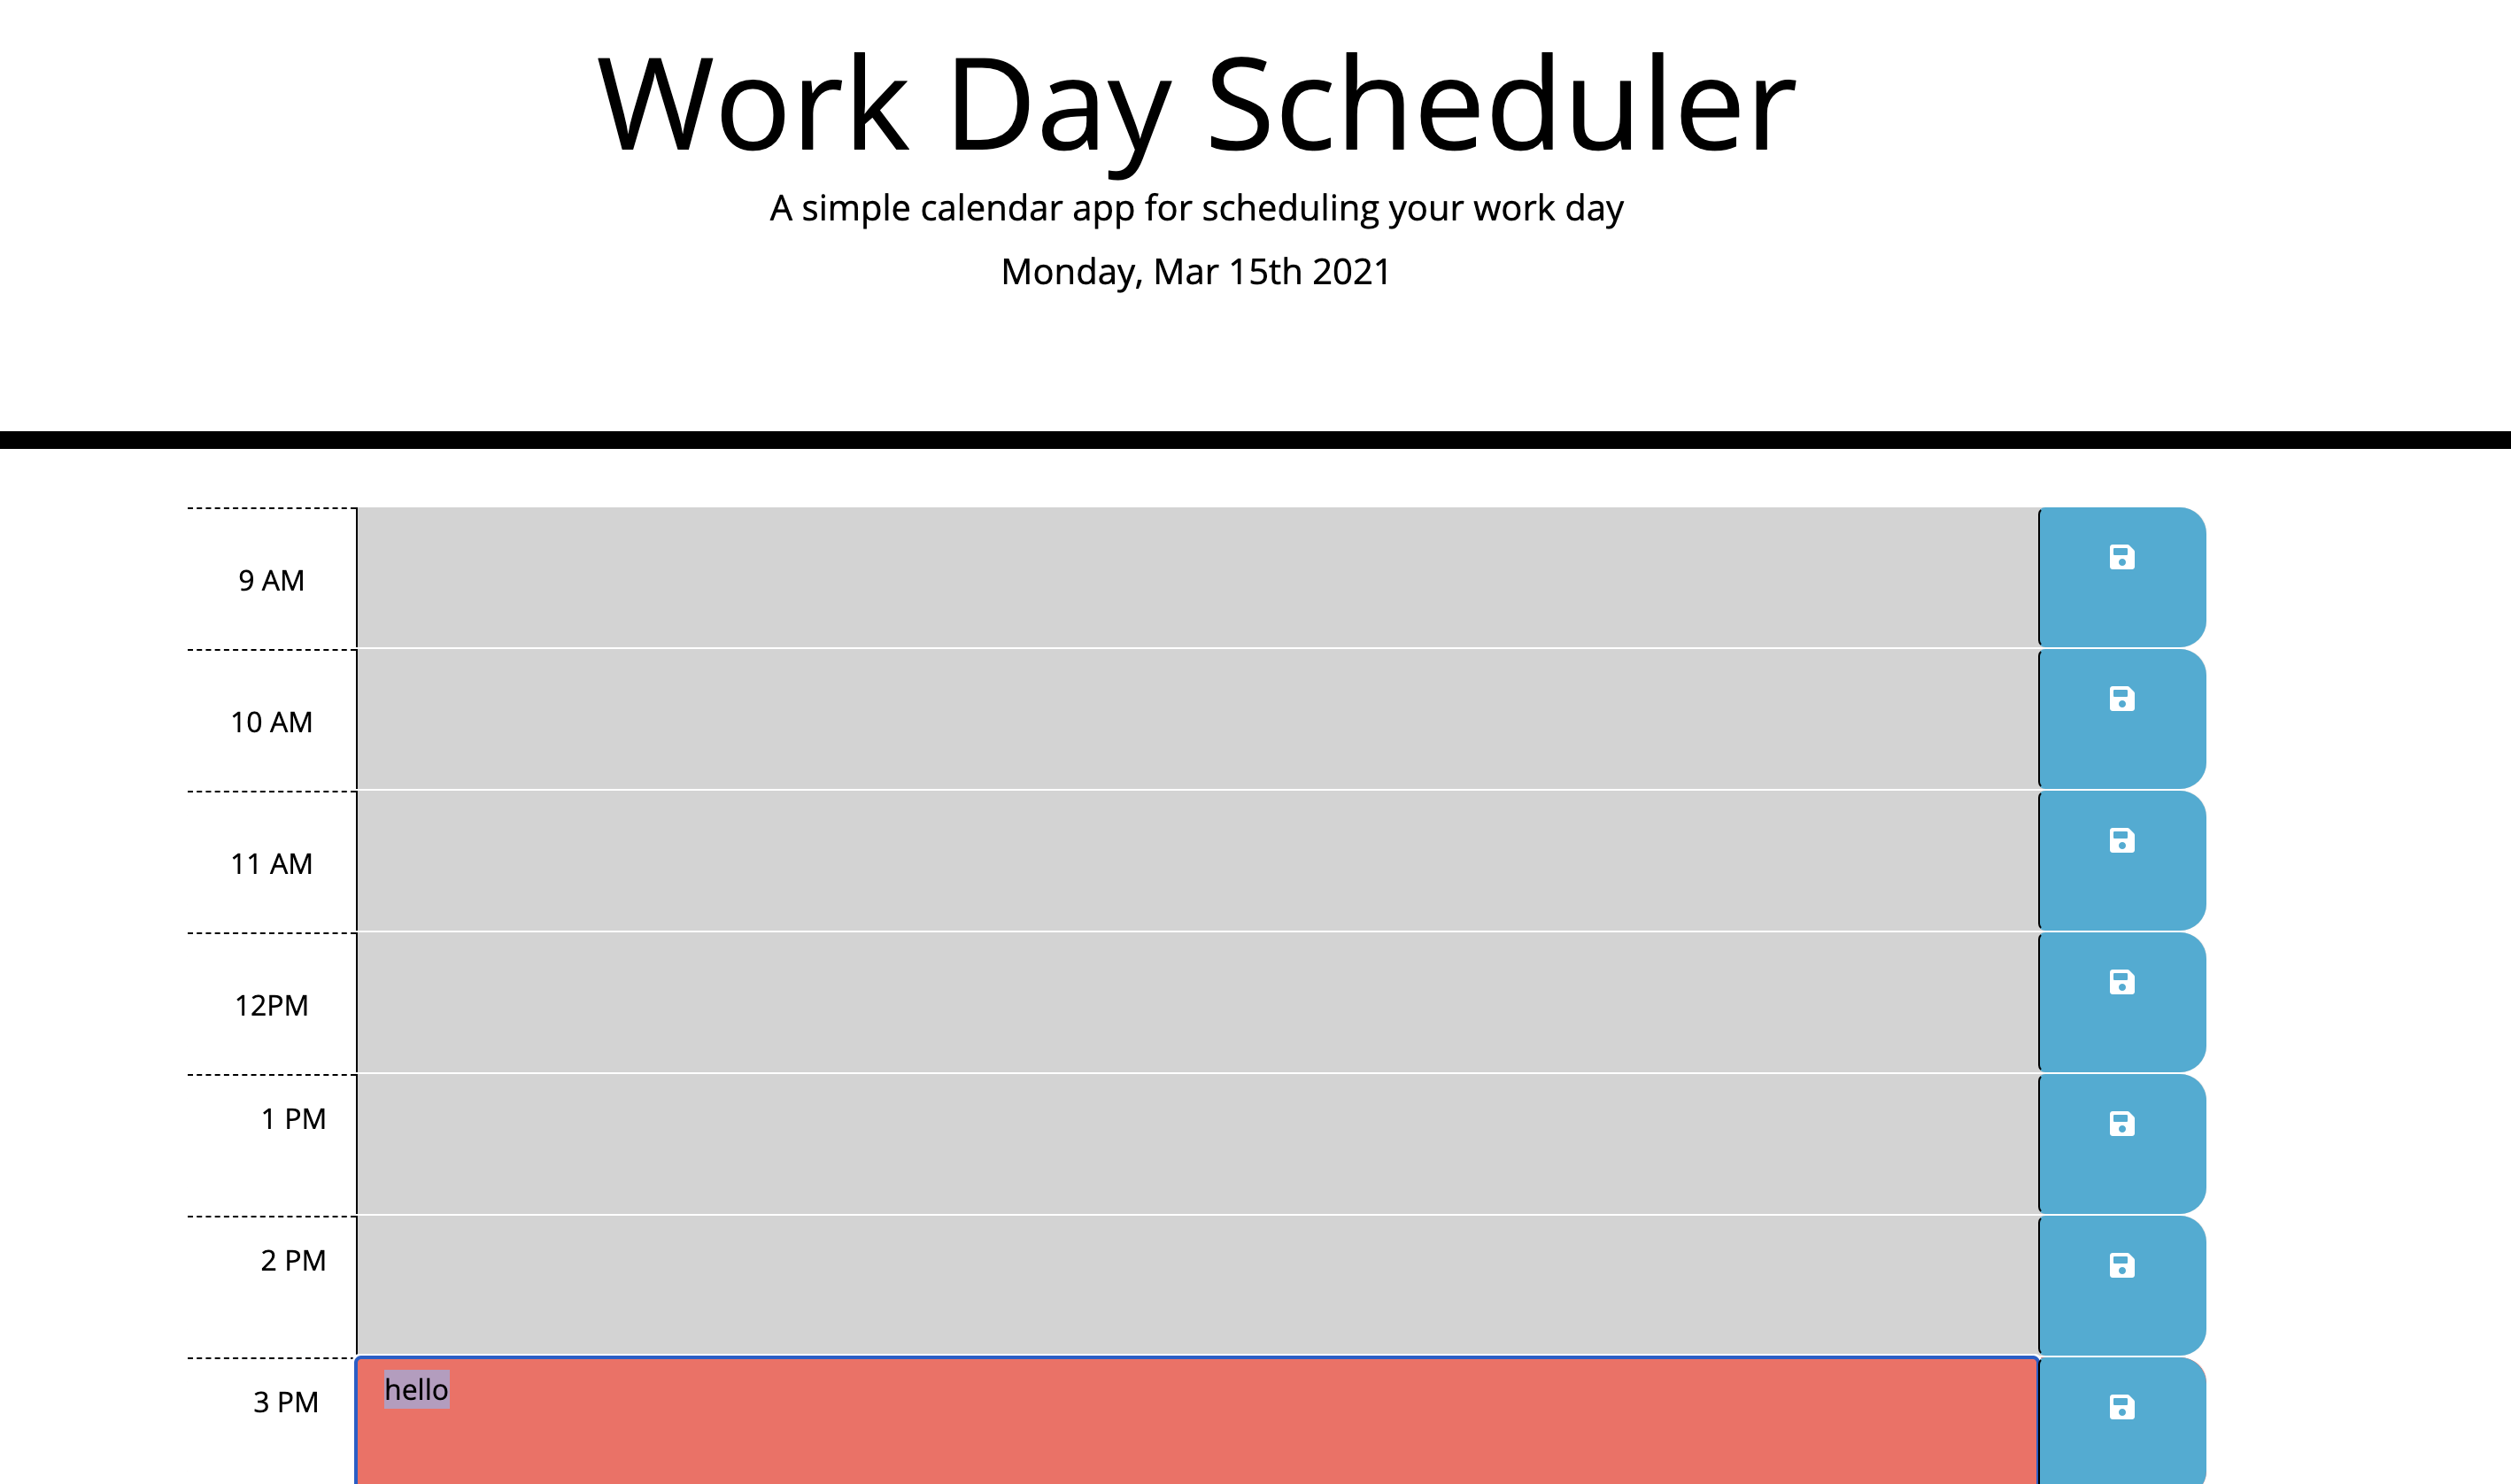 Work Day Scheduler
A simple calendar app for scheduling your work day
Monday, Mar 15th 2021
9 AM
10 AM
11 AM
12PM
1 PM
2 PM
3 PM
hello